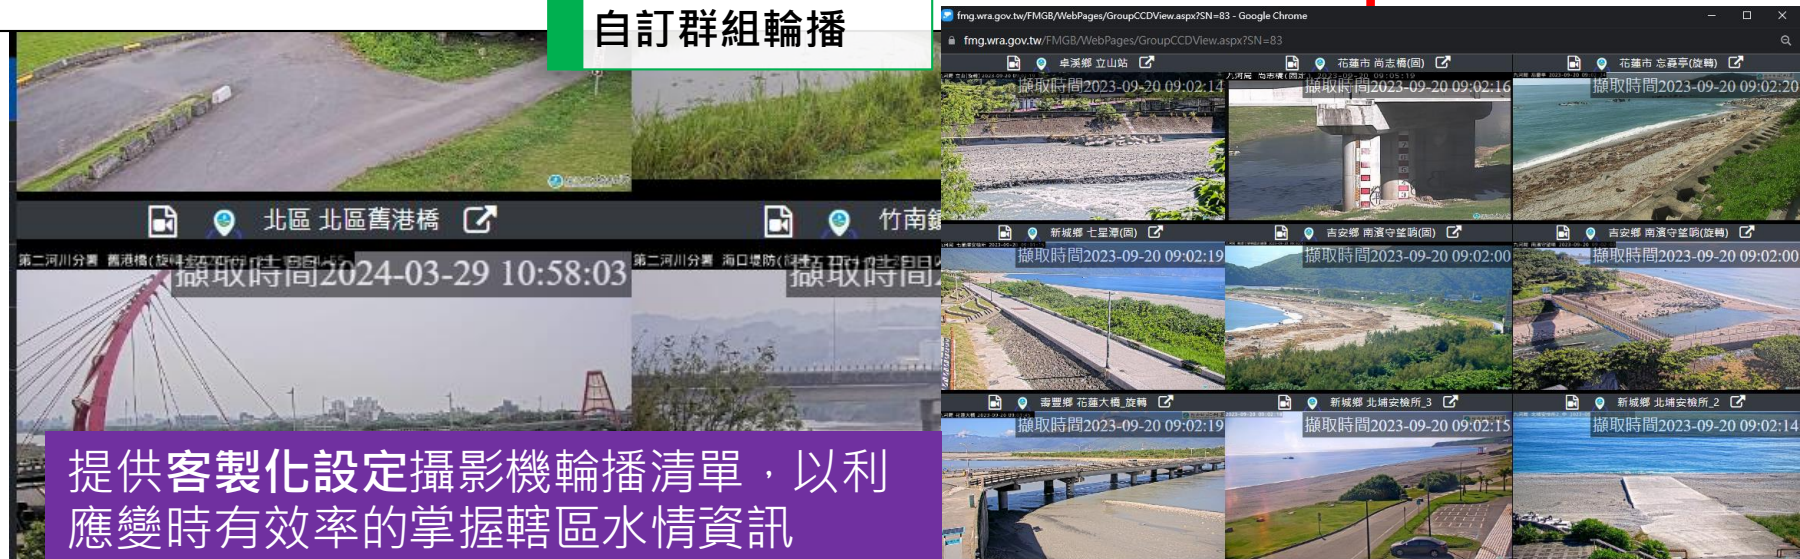 自訂群組輪播
北區 北區舊港橋
竹南鎮
第二河川分署 舊港橋(旋轉
擷取時間2024-03-29 10:58:03
第二河川分署 海口堤防(
擷取時間2
提供客製化設定攝影機輪播清單，以利
應變時有效率的掌握轄區水情資訊
fmg.wra.gov.tw/FMGB/WebPages/GroupCCDView.aspx?SN=83 - Google Chrome
fmg.wra.gov.tw/FMGB/WebPages/GroupCCDView.aspx?SN=83
卓溪鄉 立山站
花蓮市 尚志橋(固)
花蓮市 忘憂亭(旋轉)
擷取時間2023-09-20 09:02:14
擷取時間2023-09-20 09:02:16
擷取時間2023-09-20 09:02:20
新城鄉 七星潭(固)
吉安鄉 南濱守望哨(固)
吉安鄉 南濱守望哨(旋轉)
擷取時間2023-09-20 09:02:19
擷取時間2023-09-20 09:02:00
擷取時間2023-09-20 09:02:00
壽豐鄉 花蓮大橋_旋轉
新城鄉 北埔安檢所_3
新城鄉 北埔安檢所_2
擷取時間2023-09-20 09:02:19
擷取時間2023-09-20 09:02:15
擷取時間2023-09-20 09:02:14